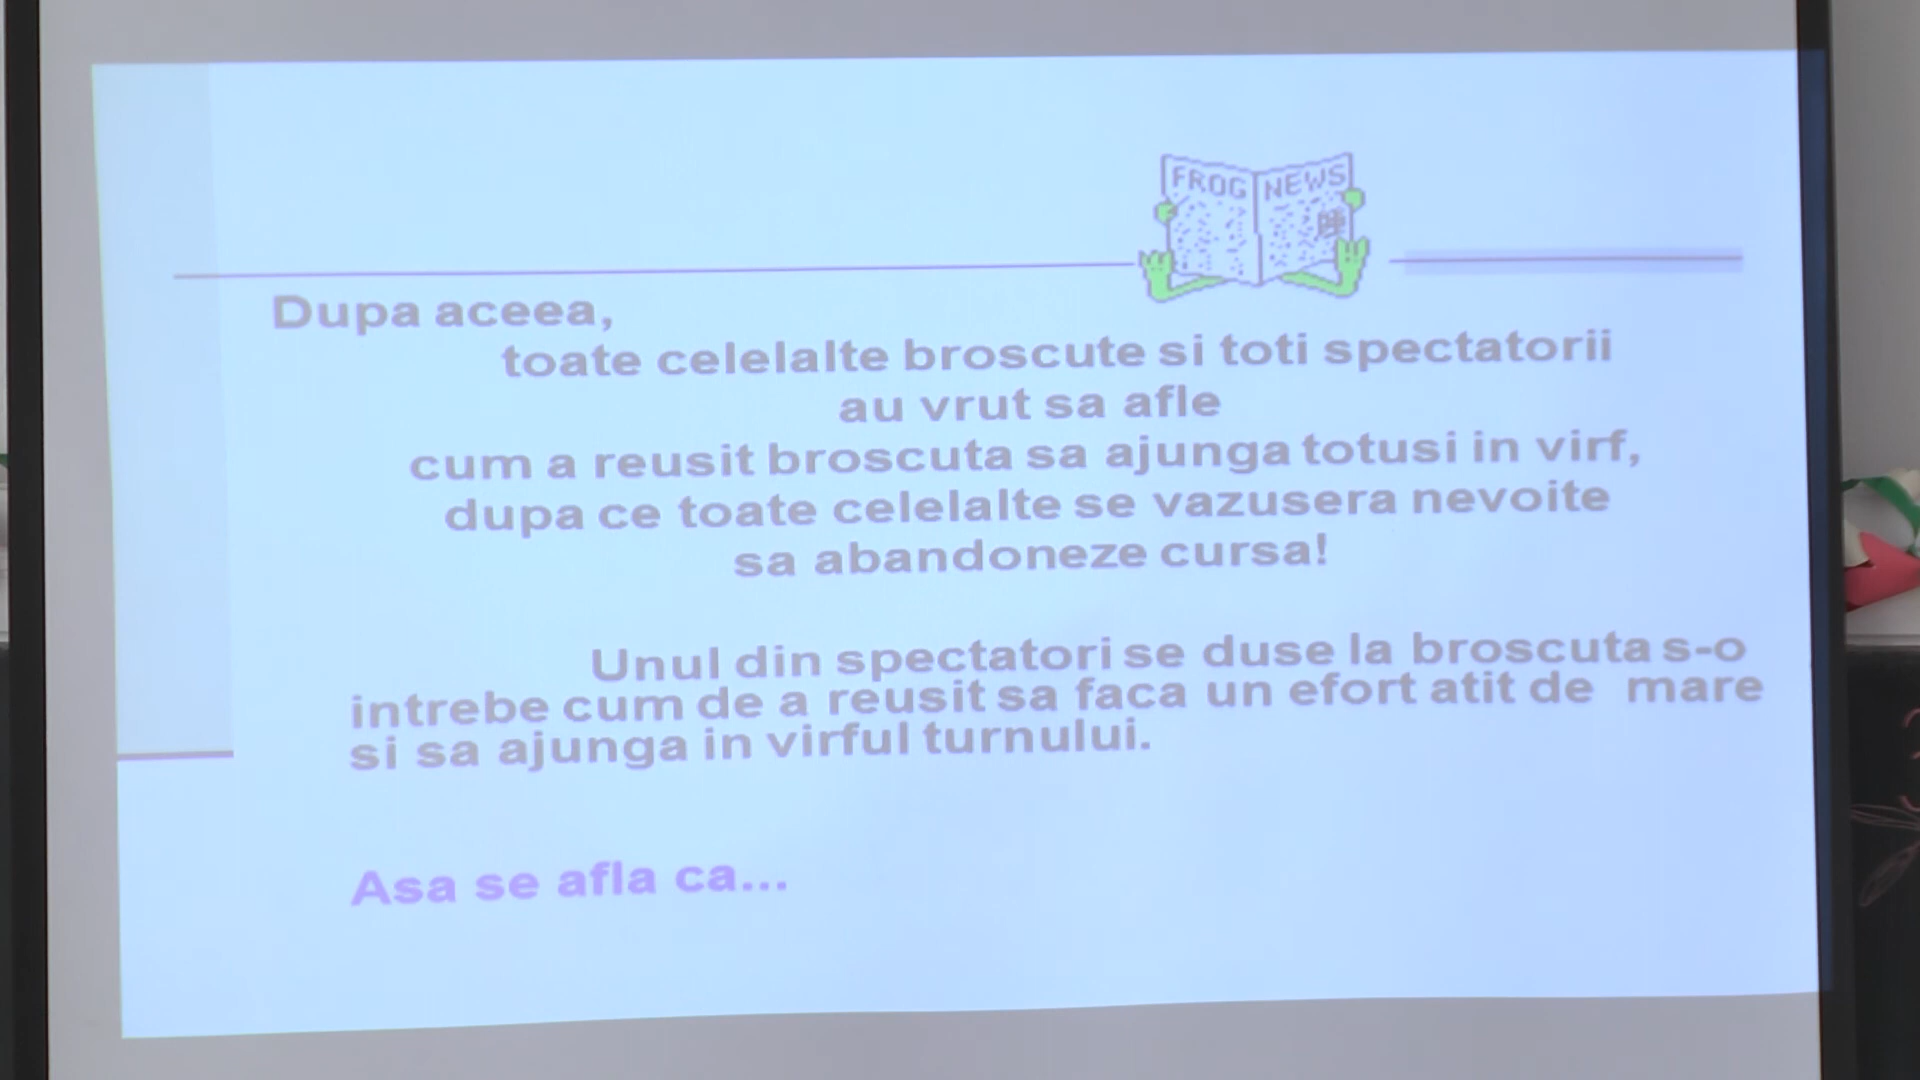 FROG NEWS
Dupa aceea,
toate celelalte broscute si toti spectatorii
au vrut sa afle
cum a reusit broscuta sa ajunga totusi in virf,
dupa ce toate celelalte se vazusera nevoite
sa abandoneze cursa!
Unul din spectatori se duse la broscuta s-o
intrebe cum de a reusit sa faca un efort atit de mare
si sa ajunga in virful turnului.
Asa se afla ca...